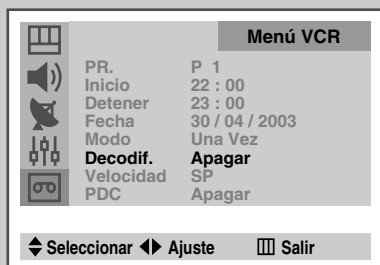 Menú VCR
PR. P 1
Inicio 22 : 00
Detener 23 : 00
Fecha 30 / 04 / 2003
Modo Una Vez
Decodif. Apagar
Velocidad SP
PDC Apagar
Seleccionar Ajuste Salir